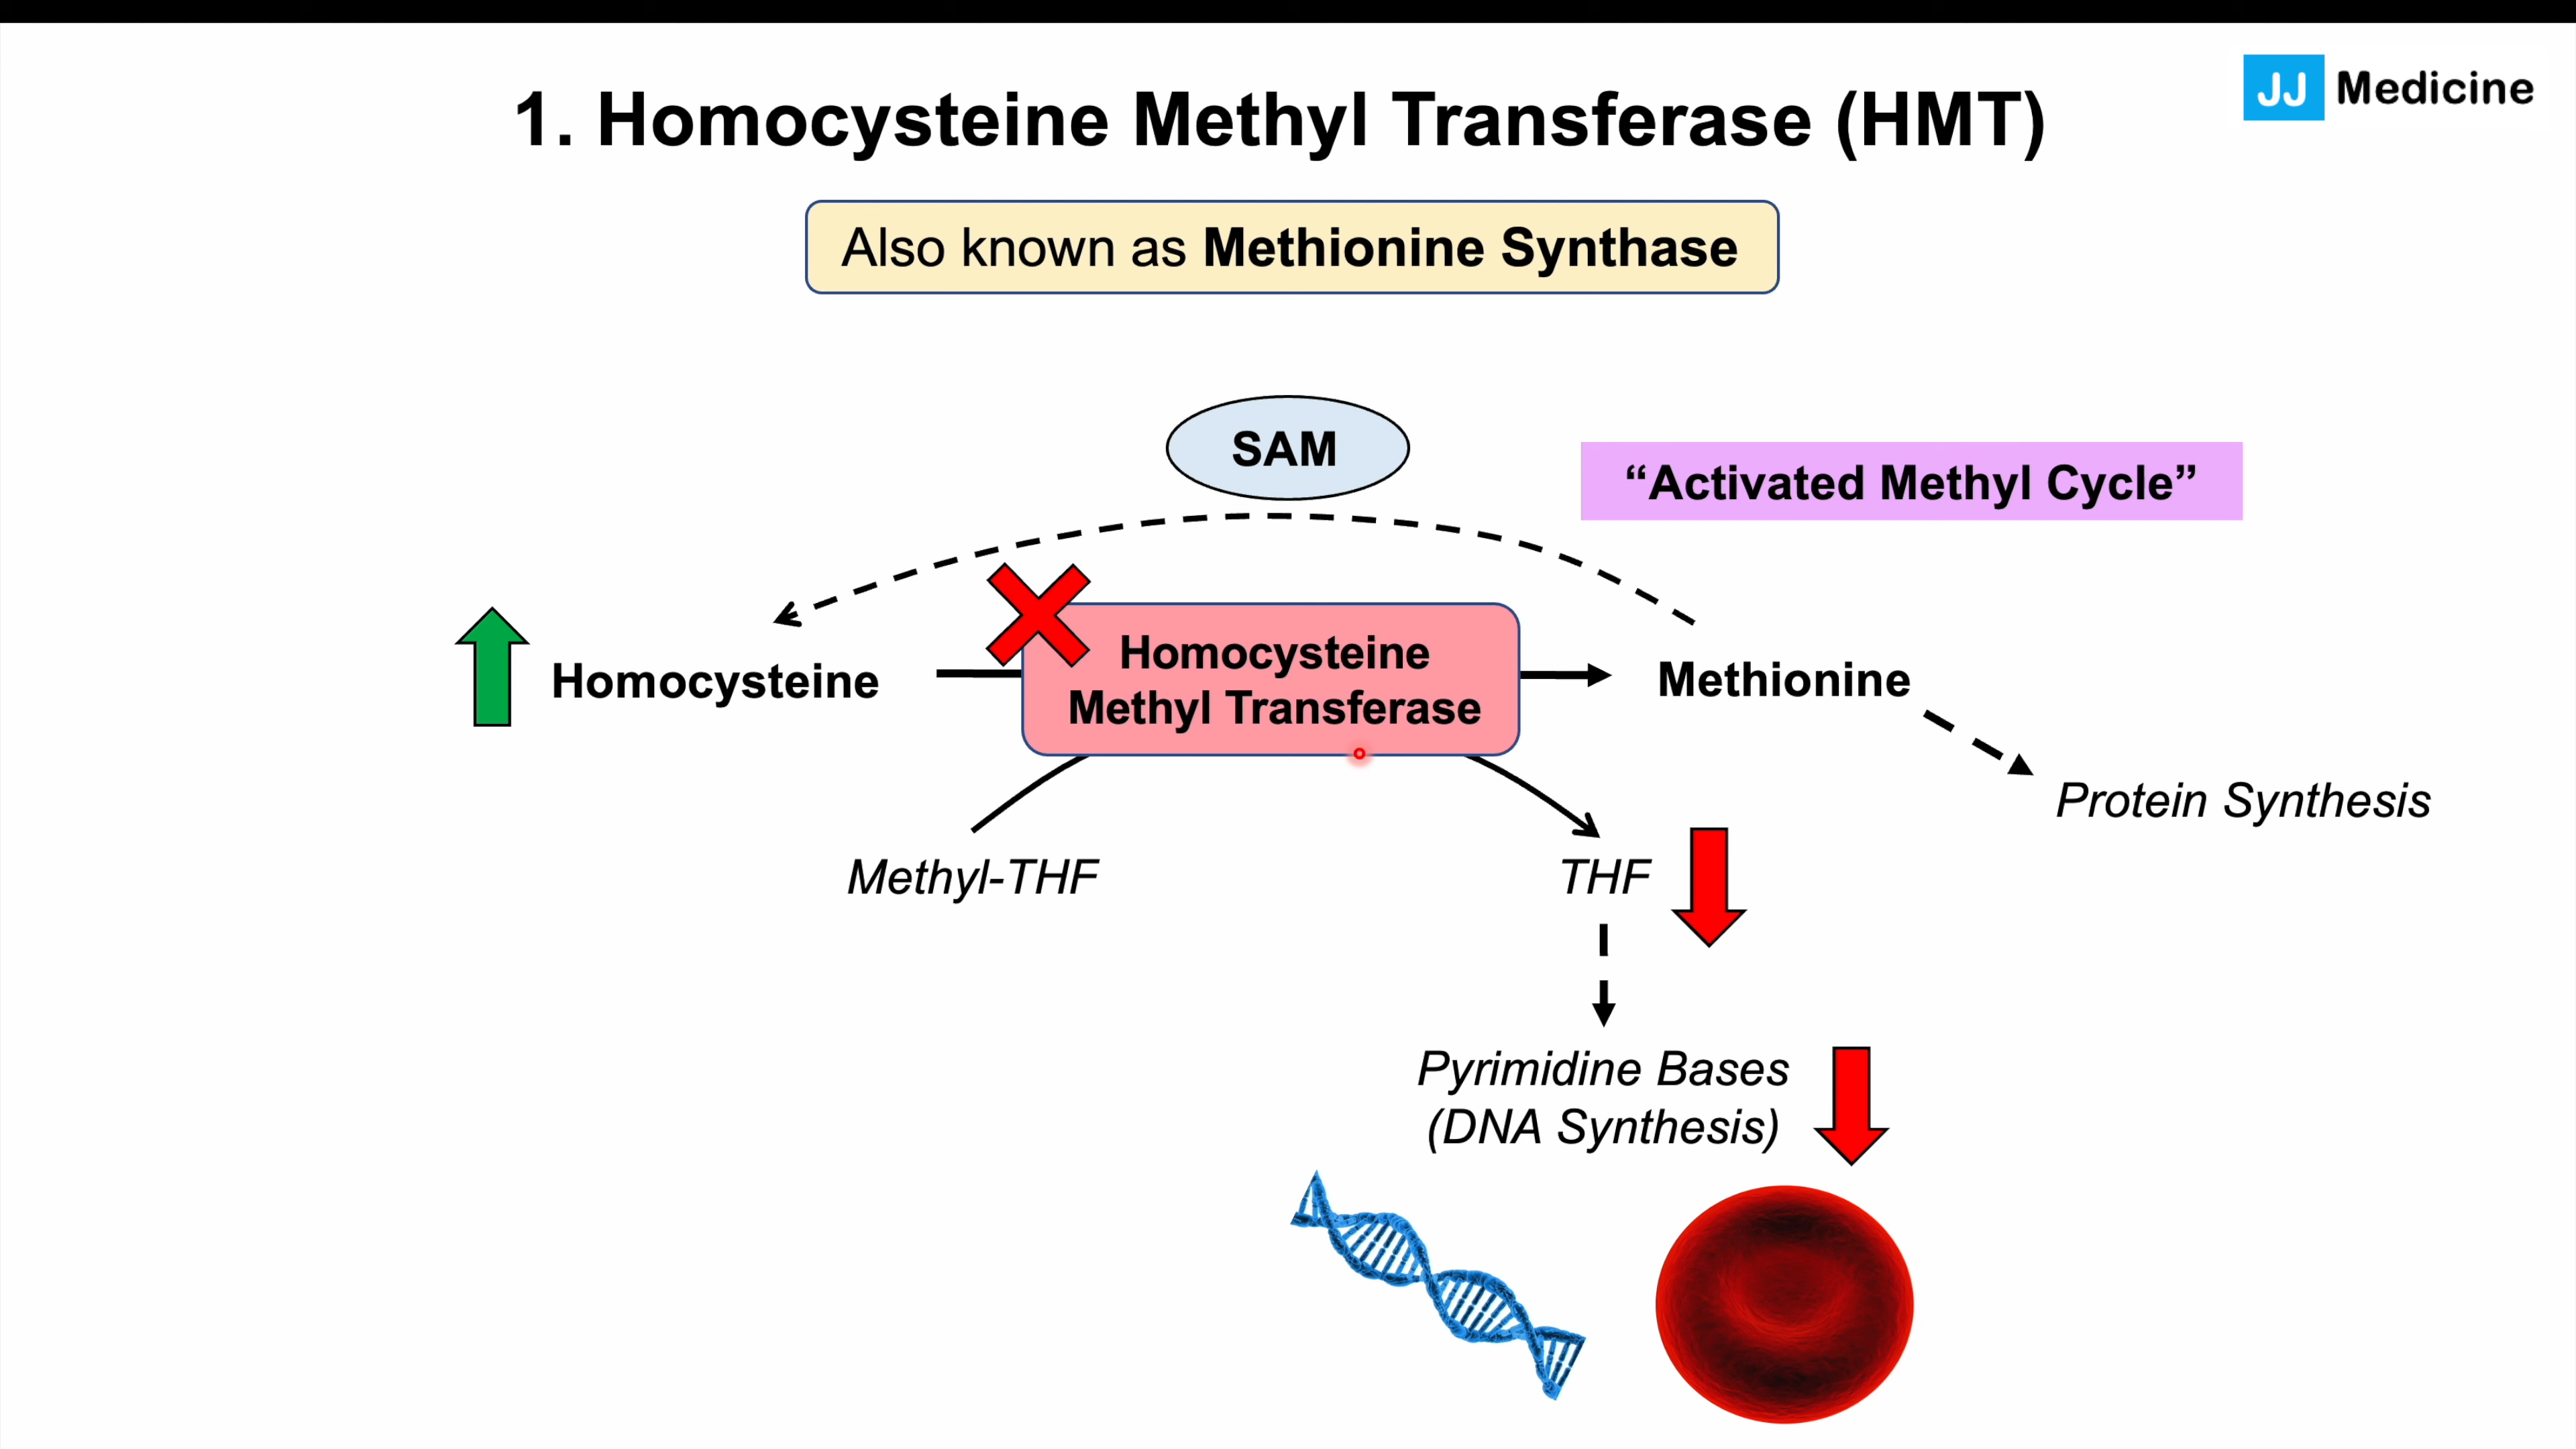 JJ Medicine
1. Homocysteine Methyl Transferase (HMT)
Also known as Methionine Synthase
SAM
“Activated Methyl Cycle”
Homocysteine
Homocysteine
Methyl Transferase
Methionine
Protein Synthesis
Methyl-THF
THF
Pyrimidine Bases
(DNA Synthesis)